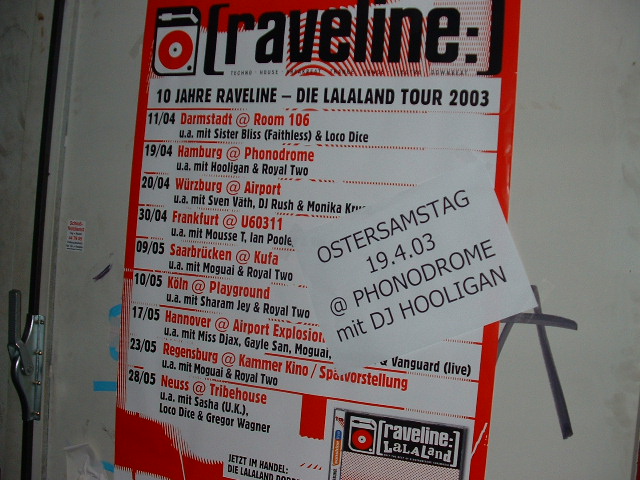 [raveline:]
TECHNO · HOUSE
DOWNBEAT
10 JAHRE RAVELINE – DIE LALALAND TOUR 2003
11/04 Darmstadt @ Room 106
u.a. mit Sister Bliss (Faithless) & Loco Dice
19/04 Hamburg @ Phonodrome
u.a. mit Hooligan & Royal Two
20/04 Würzburg @ Airport
u.a. mit Sven Väth, DJ Rush & Monika
30/04 Frankfurt @ U60311
u.a. mit Mousse T, Ian
09/05 Saarbrücken @ Kufa
u.a. mit Moguai & Royal Two
10/05 Köln @ Playground
u.a. mit Sharam Jey & Royal Two
17/05 Hannover @ Airport Explosion
u.a. mit Miss Djax, Gayle San, Moguai, & Vanguard (live)
23/05 Regensburg @ Kammer Kino / Spätvorstellung
u.a. mit Moguai & Royal Two
28/05 Neuss @ Tribehouse
u.a. mit Sasha (U.K.),
Loco Dice & Gregor Wagner
OSTERSAMSTAG
19.4.03
@ PHONODROME
mit DJ HOOLIGAN
JETZT IM HANDEL:
DIE LALALAND
[raveline:]
LaLaLand